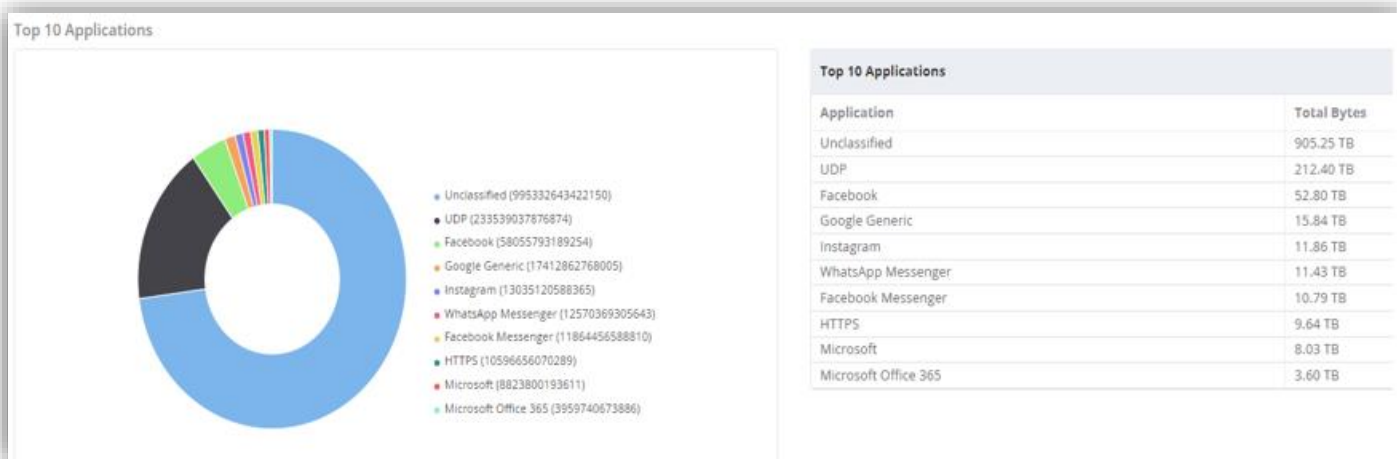 Top 10 Applications
Unclassified (995332643422150)
UDP (233539037876874)
Facebook (58055793189254)
Google Generic (17412862768005)
Instagram (13035120588365)
WhatsApp Messenger (12570369305643)
Facebook Messenger (11864456588810)
HTTPS (10596656070289)
Microsoft (8823800193611)
Microsoft Office 365 (3959740673886)
Top 10 Applications
Application Total Bytes
Unclassified 905.25 TB
UDP 212.40 TB
Facebook 52.80 TB
Google Generic 15.84 TB
Instagram 11.86 TB
WhatsApp Messenger 11.43 TB
Facebook Messenger 10.79 TB
HTTPS 9.64 TB
Microsoft 8.03 TB
Microsoft Office 365 3.60 TB